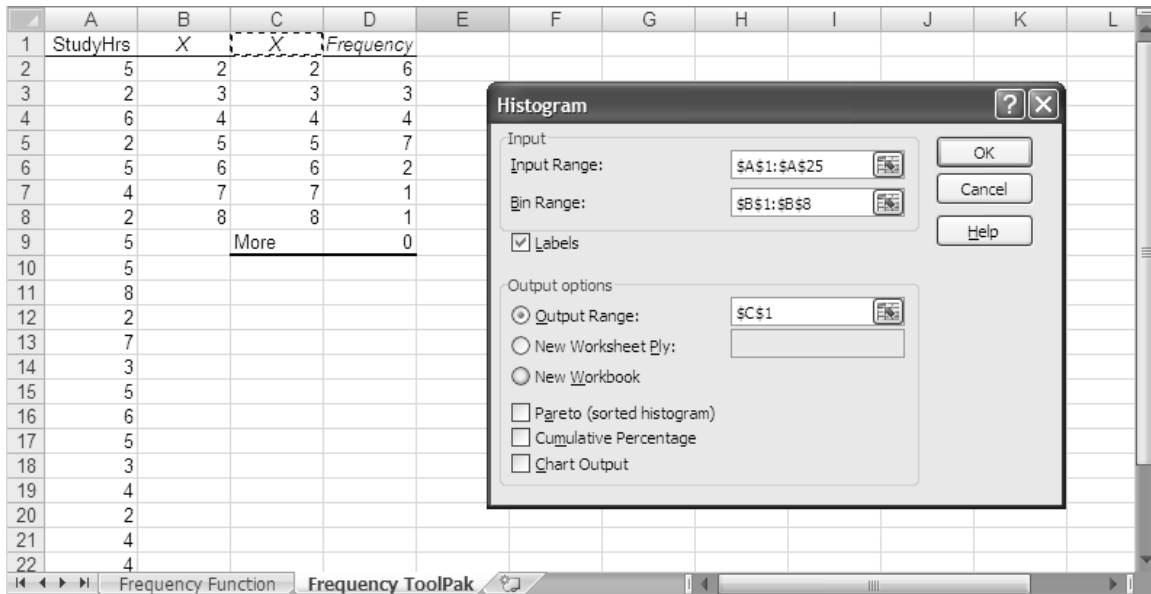 A B C D E F G H I J K L
1 StudyHrs X X Frequency
2 5 2 2 6
3 2 3 3 3
4 6 4 4 4
5 2 5 5 7
6 5 6 6 2
7 4 7 7 1
8 2 8 8 1
9 5 More 0
10 5
11 8
12 2
13 7
14 3
15 5
16 6
17 5
18 3
19 4
20 2
21 4
22 4
Frequency Function Frequency ToolPak
Histogram
Input
Input Range: $A$1:$A$25
Bin Range: $B$1:$B$8
Labels
Output options
Output Range: $C$1
New Worksheet Ply:
New Workbook
Pareto (sorted histogram)
Cumulative Percentage
Chart Output
OK
Cancel
Help